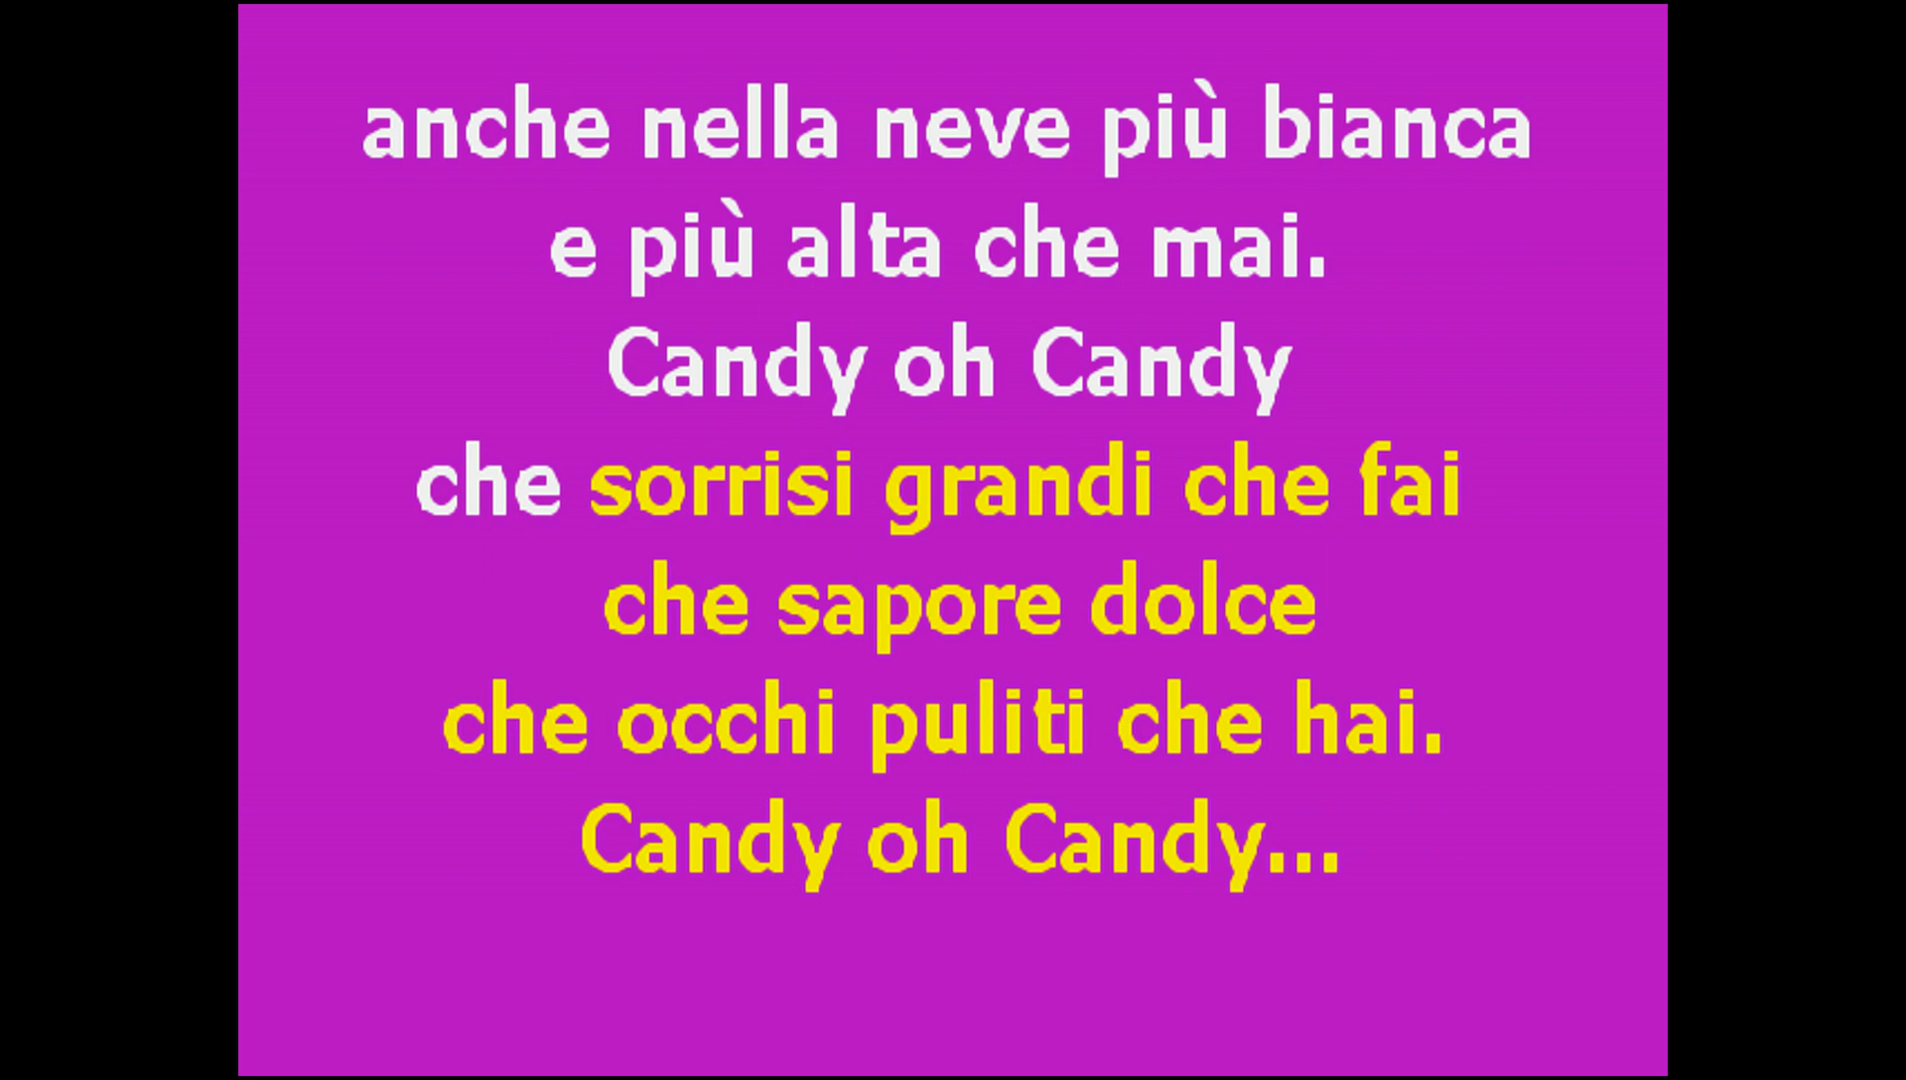 anche nella neve più bianca
e più alta che mai.
Candy oh Candy
che sorrisi grandi che fai
che sapore dolce
che occhi puliti che hai.
Candy oh Candy...